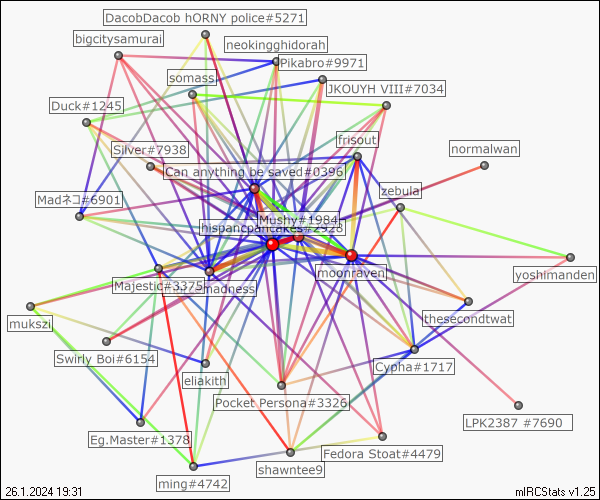 DacobDacob hORNY police#5271
bigcitysamurai
neokingghidorah
Pikabro#9971
somass
JKOUYH VIII#7034
Duck#1245
frisout
Silver#7938
normalwan
Can anything be saved#0396
zebula
Madネコ#6901
Mushy#1984
hispancpancakes#2928
moonraven
yoshimanden
Majestic#3375
madness
mukszi
thesecondtwat
Swirly Boi#6154
Cypha#1717
eliakith
Pocket Persona#3326
LPK2387 #7690
Eg.Master#1378
Fedora Stoat#4479
shawntee9
ming#4742
26.1.2024 19:31
mIRCStats v1.25